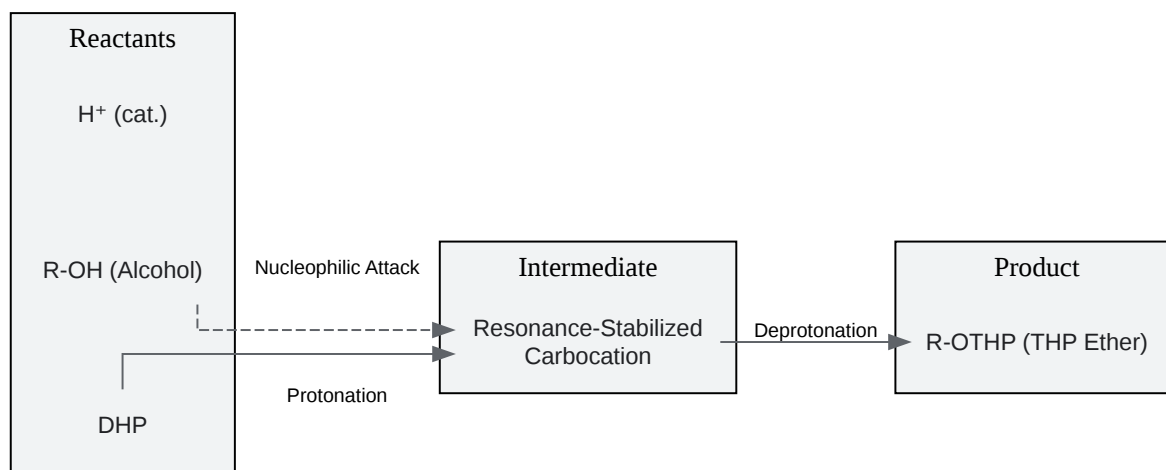 Reactants
H⁺ (cat.)
R-OH (Alcohol)
DHP
Nucleophilic Attack
Protonation
Intermediate
Resonance-Stabilized
Carbocation
Deprotonation
Product
R-OTHP (THP Ether)